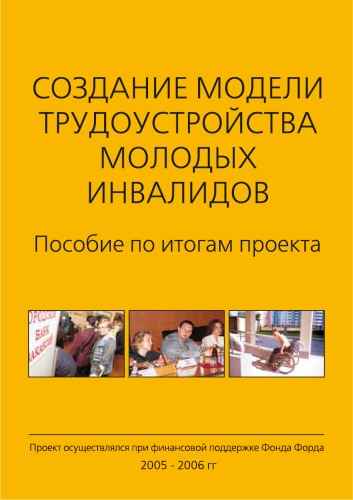 СОЗДАНИЕ МОДЕЛИ
ТРУДОУСТРОЙСТВА
МОЛОДЫХ
ИНВАЛИДОВ
Пособие по итогам проекта
БАНК
Проект осуществлялся при финансовой поддержке Фонда Форда
2005 - 2006 гг